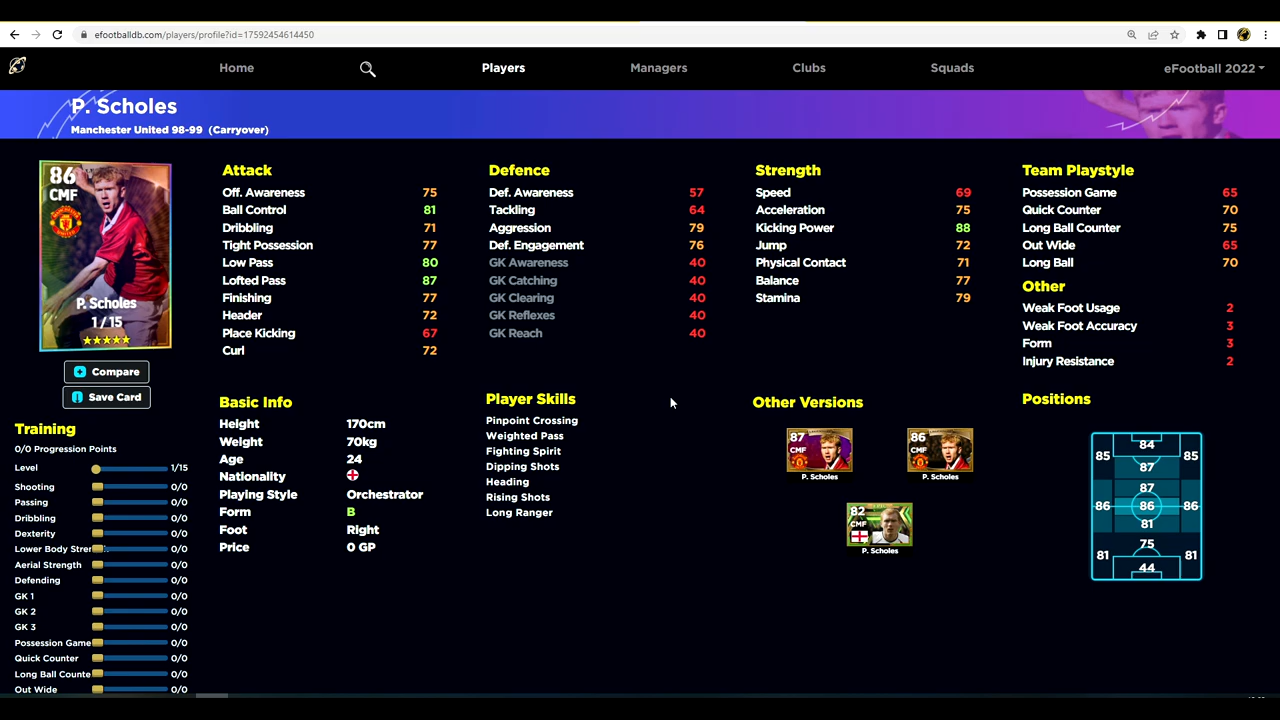 efootballdb.com/players/profile?id=17592454614450
Home
Players
Managers
Clubs
Squads
eFootball 2022
P. Scholes
Manchester United 98-99 (Carryover)
86
CMF
P. Scholes
1/15
Compare
Save Card
Training
0/0 Progression Points
Level 1/15
Shooting 0/0
Passing 0/0
Dribbling 0/0
Dexterity 0/0
Lower Body Stren 0/0
Aerial Strength 0/0
Defending 0/0
GK 1 0/0
GK 2 0/0
GK 3 0/0
Possession Game 0/0
Quick Counter 0/0
Long Ball Counte 0/0
Out Wide 0/0
Attack
Off. Awareness 75
Ball Control 81
Dribbling 71
Tight Possession 77
Low Pass 80
Lofted Pass 87
Finishing 77
Header 72
Place Kicking 67
Curl 72
Defence
Def. Awareness 57
Tackling 64
Aggression 79
Def. Engagement 76
GK Awareness 40
GK Catching 40
GK Clearing 40
GK Reflexes 40
GK Reach 40
Strength
Speed 69
Acceleration 75
Kicking Power 88
Jump 72
Physical Contact 71
Balance 77
Stamina 79
Team Playstyle
Possession Game 65
Quick Counter 70
Long Ball Counter 75
Out Wide 65
Long Ball 70
Other
Weak Foot Usage 2
Weak Foot Accuracy 3
Form 3
Injury Resistance 2
Basic Info
Height 170cm
Weight 70kg
Age 24
Nationality
Playing Style Orchestrator
Form B
Foot Right
Price 0 GP
Player Skills
Pinpoint Crossing
Weighted Pass
Fighting Spirit
Dipping Shots
Heading
Rising Shots
Long Ranger
Other Versions
87
CMF
P. Scholes
86
CMF
P. Scholes
82
CMF
P. Scholes
Positions
84
85 85
87
87
86 86 86
81
75
81 81
44